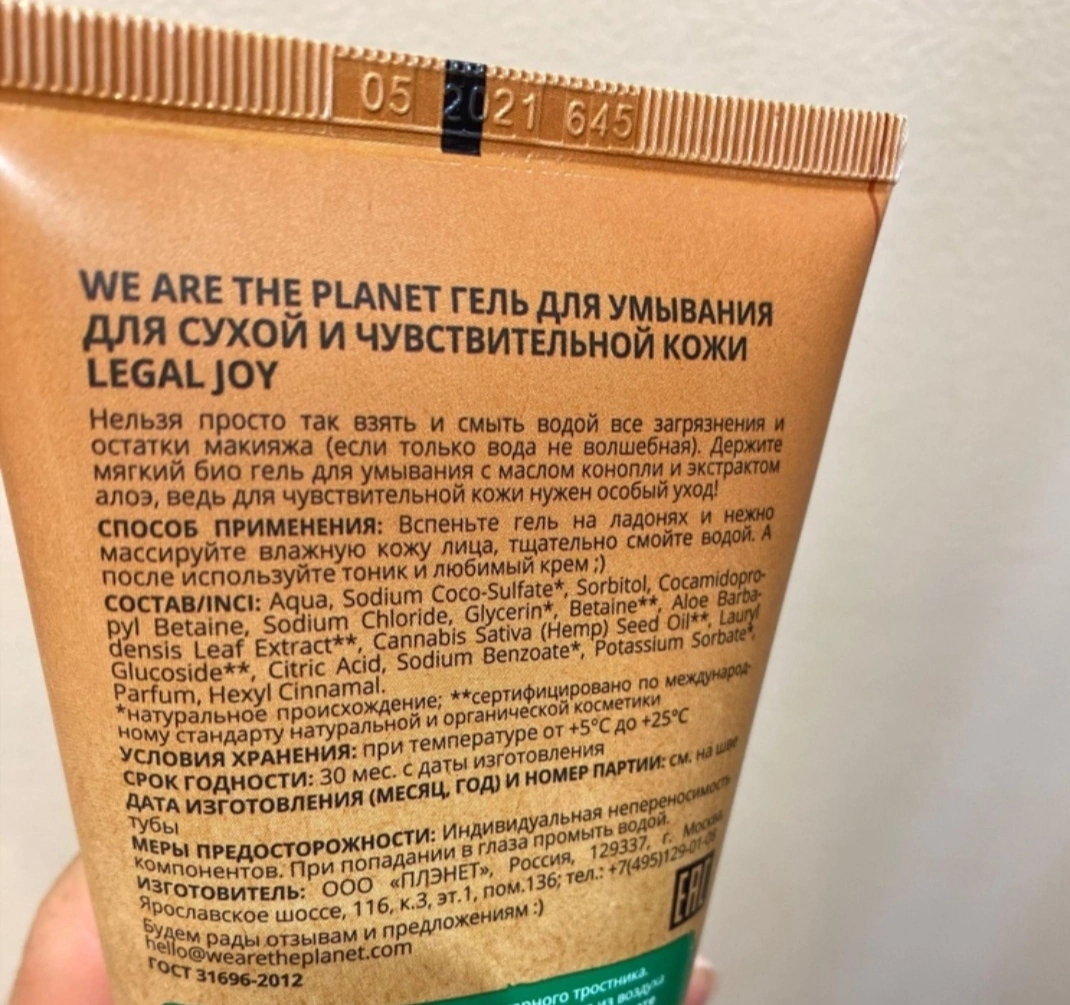 05 2021 645
WE ARE THE PLANET ГЕЛЬ ДЛЯ УМЫВАНИЯ
ДЛЯ СУХОЙ И ЧУВСТВИТЕЛЬНОЙ КОЖИ
LEGAL JOY
Нельзя просто так взять и смыть водой все загрязнения и
остатки макияжа (если только вода не волшебная). Держите
мягкий био гель для умывания с маслом конопли и экстрактом
алоэ, ведь для чувствительной кожи нужен особый уход!
СПОСОБ ПРИМЕНЕНИЯ: Вспеньте гель на ладонях и нежно
массируйте влажную кожу лица, тщательно смойте водой. А
после используйте тоник и любимый крем ;)
СОСТАВ/INCI: Aqua, Sodium Coco-Sulfate*, Sorbitol, Cocamidopro-
pyl Betaine, Sodium Chloride, Glycerin*, Betaine**, Aloe Barba-
densis Leaf Extract**, Cannabis Sativa (Hemp) Seed Oil**, Lauryl
Glucoside**, Citric Acid, Sodium Benzoate*, Potassium Sorbate*,
Parfum, Hexyl Cinnamal.
*натуральное происхождение; **сертифицировано по международ-
ному стандарту натуральной и органической косметики
УСЛОВИЯ ХРАНЕНИЯ: при температуре от +5°C до +25°C
СРОК ГОДНОСТИ: 30 мес. с даты изготовления
ДАТА ИЗГОТОВЛЕНИЯ (МЕСЯЦ, ГОД) И НОМЕР ПАРТИИ: см. на шве
тубы
МЕРЫ ПРЕДОСТОРОЖНОСТИ: Индивидуальная непереносимость
компонентов. При попадании в глаза промыть водой.
ИЗГОТОВИТЕЛЬ: ООО «ПЛЭНЕТ», Россия, 129337, г. Москва,
Ярославское шоссе, 116, к.3, эт.1, пом.136; тел.: +7(495)129-01-08
Будем рады отзывам и предложениям :)
hello@wearetheplanet.com
ГОСТ 31696-2012
EAC
тростника.
из воздуха